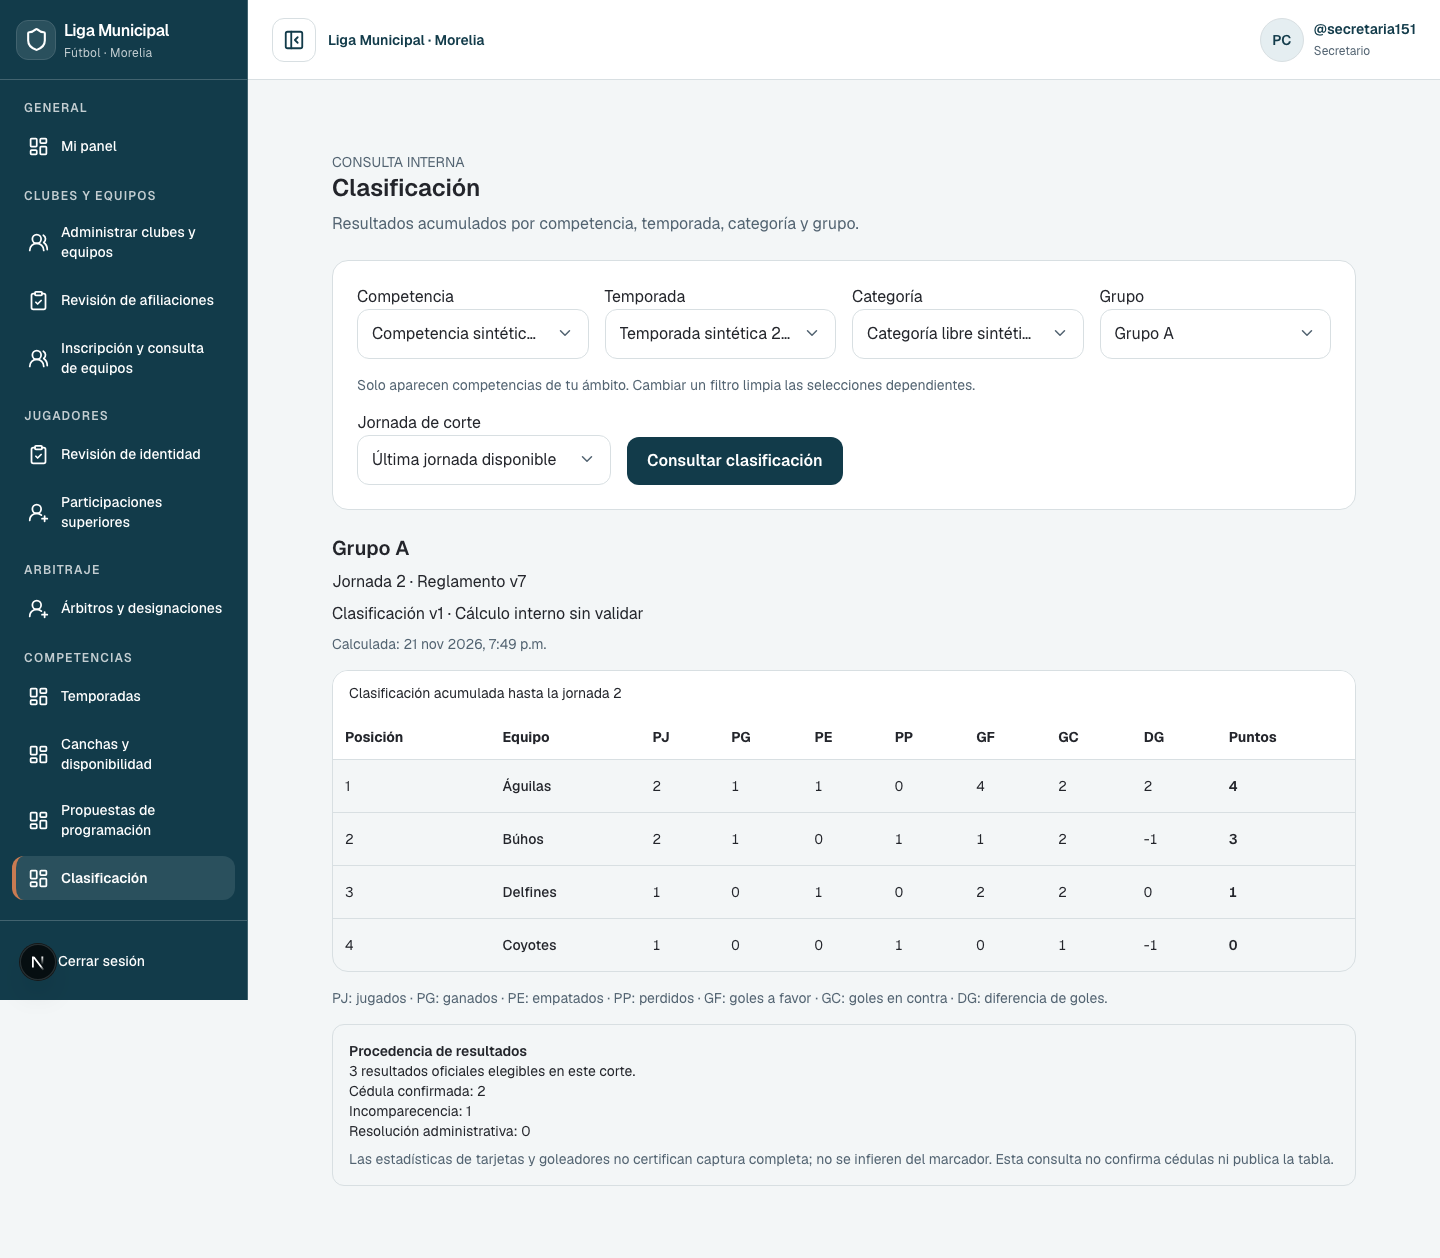 Liga Municipal
Fútbol · Morelia
GENERAL
Mi panel
CLUBES Y EQUIPOS
Administrar clubes y
equipos
Revisión de afiliaciones
Inscripción y consulta
de equipos
JUGADORES
Revisión de identidad
Participaciones
superiores
ARBITRAJE
Árbitros y designaciones
COMPETENCIAS
Temporadas
Canchas y
disponibilidad
Propuestas de
programación
Clasificación
N Cerrar sesión
Liga Municipal · Morelia
PC
@secretaria151
Secretario
CONSULTA INTERNA
Clasificación
Resultados acumulados por competencia, temporada, categoría y grupo.
Competencia Temporada Categoría Grupo
Competencia sintétic... Temporada sintética 2... Categoría libre sintéti... Grupo A
Solo aparecen competencias de tu ámbito. Cambiar un filtro limpia las selecciones dependientes.
Jornada de corte
Última jornada disponible Consultar clasificación
Grupo A
Jornada 2 · Reglamento v7
Clasificación v1 · Cálculo interno sin validar
Calculada: 21 nov 2026, 7:49 p.m.
Clasificación acumulada hasta la jornada 2
Posición Equipo PJ PG PE PP GF GC DG Puntos
1 Águilas 2 1 1 0 4 2 2 4
2 Búhos 2 1 0 1 1 2 -1 3
3 Delfines 1 0 1 0 2 2 0 1
4 Coyotes 1 0 0 1 0 1 -1 0
PJ: jugados · PG: ganados · PE: empatados · PP: perdidos · GF: goles a favor · GC: goles en contra · DG: diferencia de goles.
Procedencia de resultados
3 resultados oficiales elegibles en este corte.
Cédula confirmada: 2
Incomparecencia: 1
Resolución administrativa: 0
Las estadísticas de tarjetas y goleadores no certifican captura completa; no se infieren del marcador. Esta consulta no confirma cédulas ni publica la tabla.